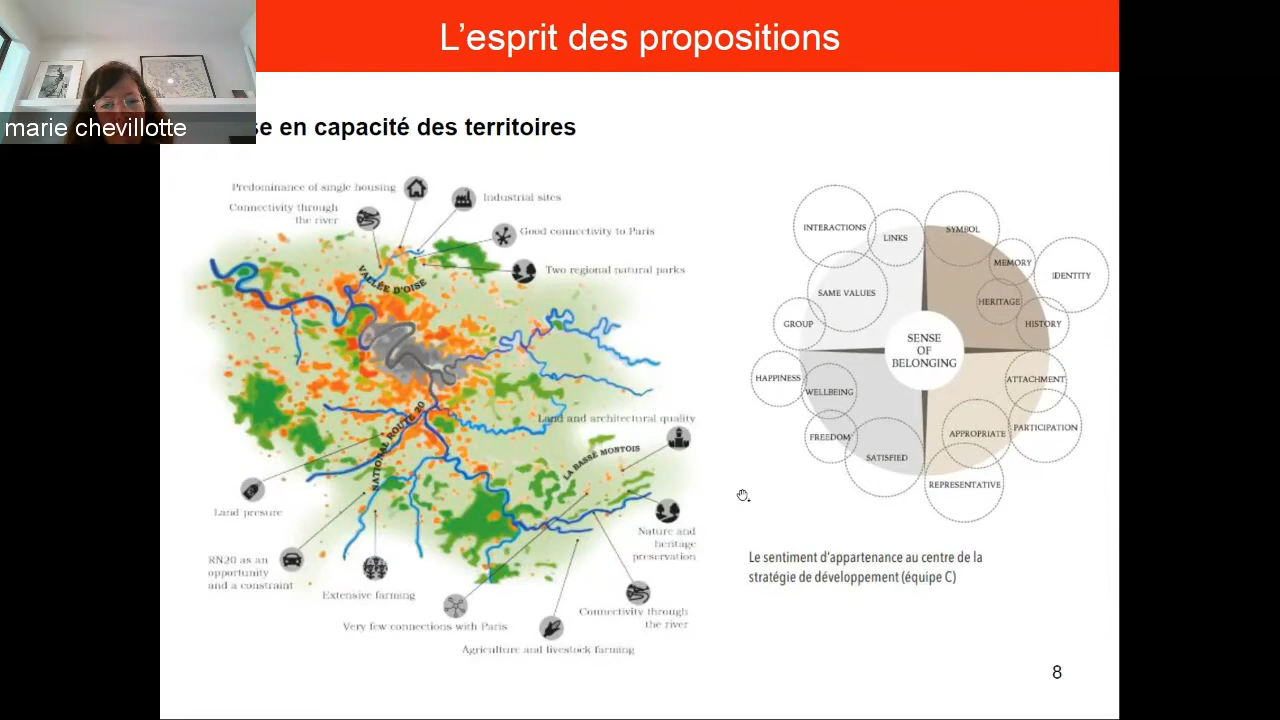 L'esprit des propositions
marie chevillotte
se en capacité des territoires
Predominance of single housing
Industrial sites
Connectivity through
the river
Good connectivity to Paris
Two regional natural parks
VALLÉE D'OISE
NATIONAL ROUTE 20
Land and architectural quality
LA BASSÉ MONTOIS
Land presure
Nature and
heritage
preservation
RN20 as an
opportunity
and a constraint
Extensive farming
Connectivity through
the river
Very few connections with Paris
Agriculture and livestock farming
INTERACTIONS
LINKS
SYMBOL
MEMORY
IDENTITY
SAME VALUES
HERITAGE
GROUP
HISTORY
SENSE
OF
BELONGING
HAPPINESS
WELLBEING
ATTACHMENT
FREEDOM
APPROPRIATE
PARTICIPATION
SATISFIED
REPRESENTATIVE
Le sentiment d'appartenance au centre de la
stratégie de développement (équipe C)
8